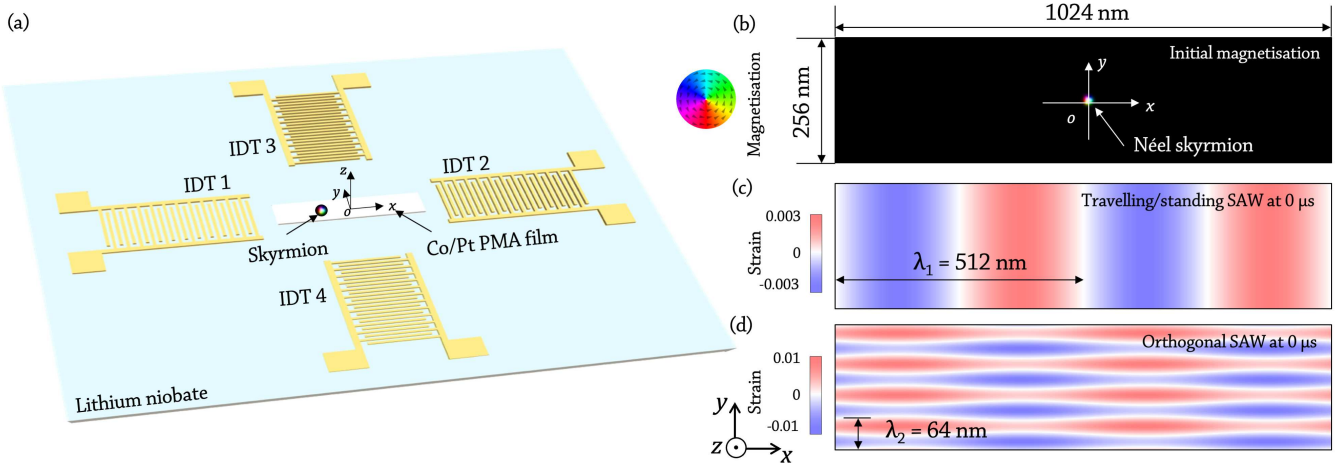 (a)
IDT 3
IDT 2
IDT 1
z
y
o
x
Skyrmion
Co/Pt PMA film
IDT 4
Lithium niobate
(b)
1024 nm
256 nm
Magnetisation
Initial magnetisation
y
x
o
Néel skyrmion
(c)
Travelling/standing SAW at 0 µs
Strain
0.003
0
-0.003
λ₁ = 512 nm
(d)
Orthogonal SAW at 0 µs
Strain
0.01
0
-0.01
λ₂ = 64 nm
y
z
x